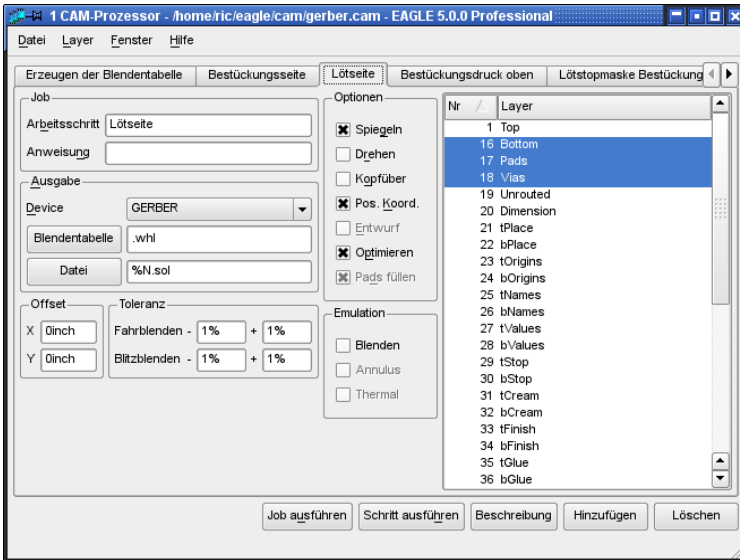 1 CAM-Prozessor - /home/ric/eagle/cam/gerber.cam - EAGLE 5.0.0 Professional
Datei Layer Fenster Hilfe
Erzeugen der Blendentabelle Bestückungsseite Lötseite Bestückungsdruck oben Lötstopmaske Bestückung
Job
Arbeitsschritt Lötseite
Anweisung
Ausgabe
Device GERBER
Blendentabelle .whl
Datei %N.sol
Offset
X 0inch
Y 0inch
Toleranz
Fahrblenden - 1% + 1%
Blitzblenden - 1% + 1%
Optionen
Spiegeln
Drehen
Kopfüber
Pos. Koord.
Entwurf
Optimieren
Pads füllen
Emulation
Blenden
Annulus
Thermal
Nr Layer
1 Top
16 Bottom
17 Pads
18 Vias
19 Unrouted
20 Dimension
21 tPlace
22 bPlace
23 tOrigins
24 bOrigins
25 tNames
26 bNames
27 tValues
28 bValues
29 tStop
30 bStop
31 tCream
32 bCream
33 tFinish
34 bFinish
35 tGlue
36 bGlue
Job ausführen Schritt ausführen Beschreibung Hinzufügen Löschen